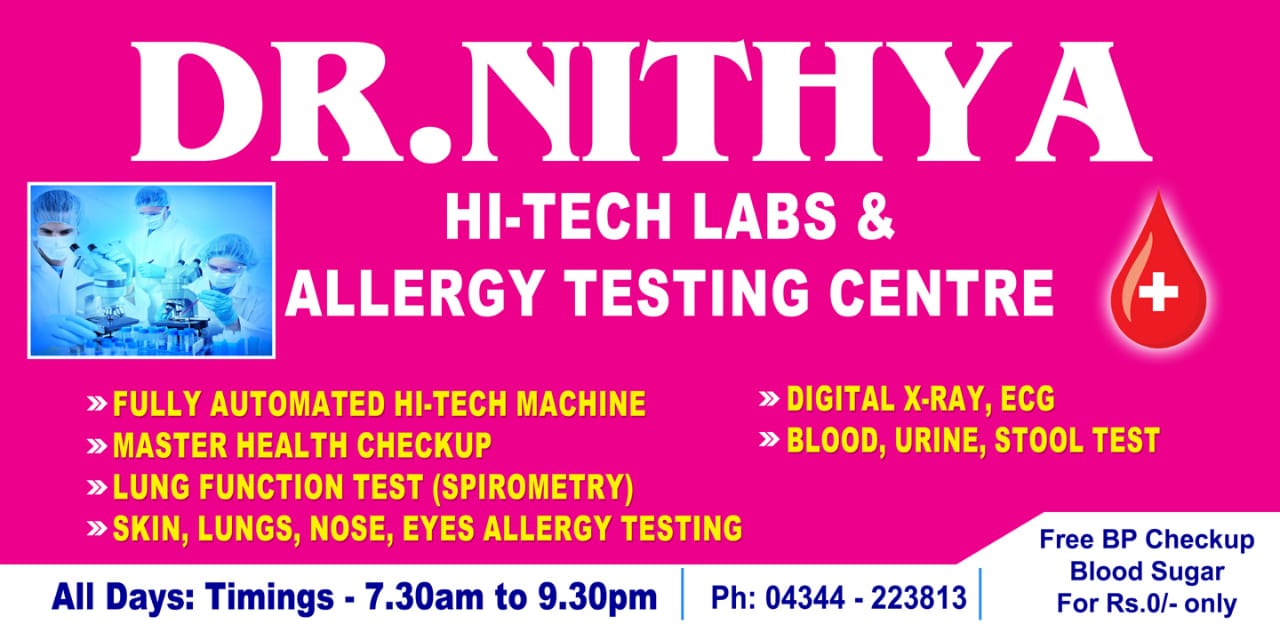 DR.NITHYA
HI-TECH LABS &
ALLERGY TESTING CENTRE
» FULLY AUTOMATED HI-TECH MACHINE
» MASTER HEALTH CHECKUP
» LUNG FUNCTION TEST (SPIROMETRY)
» SKIN, LUNGS, NOSE, EYES ALLERGY TESTING
» DIGITAL X-RAY, ECG
» BLOOD, URINE, STOOL TEST
All Days: Timings - 7.30am to 9.30pm
Ph: 04344 - 223813
Free BP Checkup
Blood Sugar
For Rs.0/- only